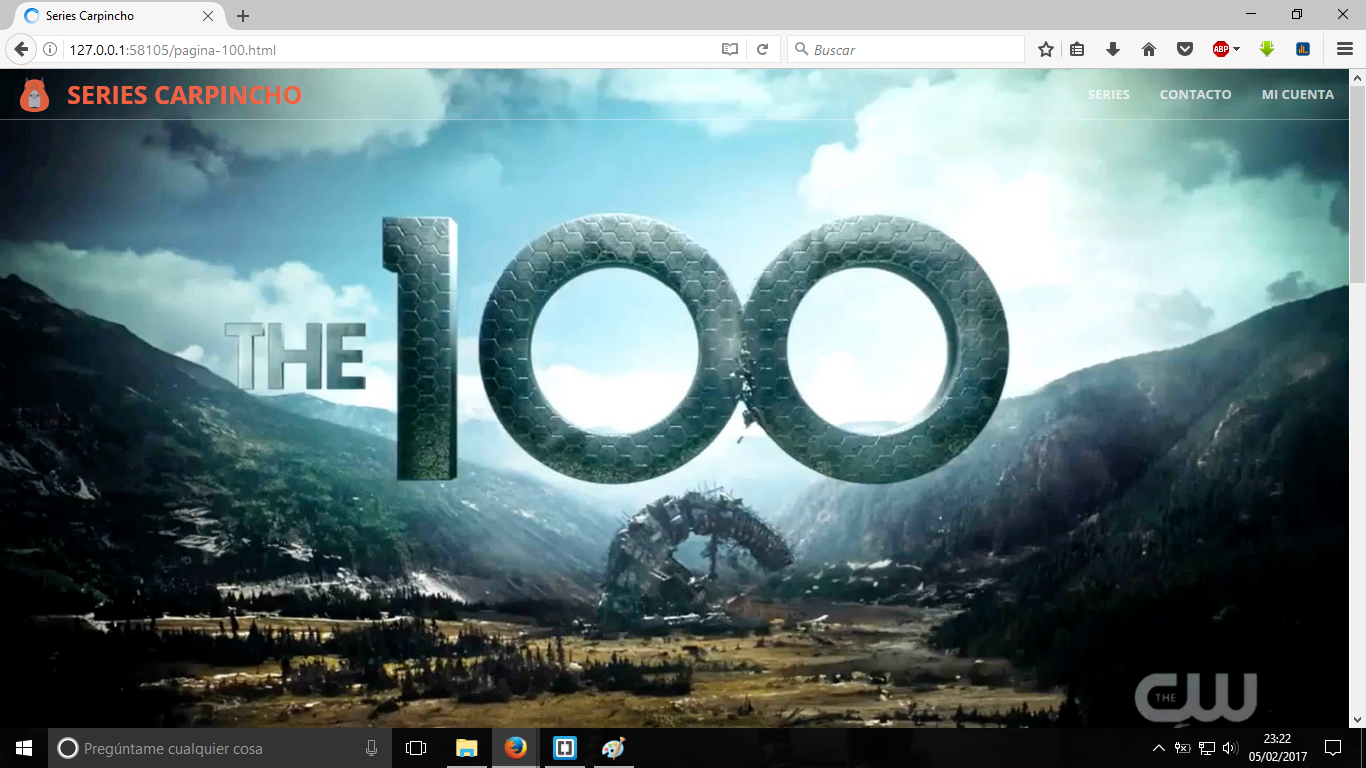 Series Carpincho
127.0.0.1:58105/pagina-100.html
Buscar
ABP
SERIES CARPINCHO
SERIES CONTACTO MI CUENTA
THE 100
THE CW
Pregúntame cualquier cosa
23:22
05/02/2017